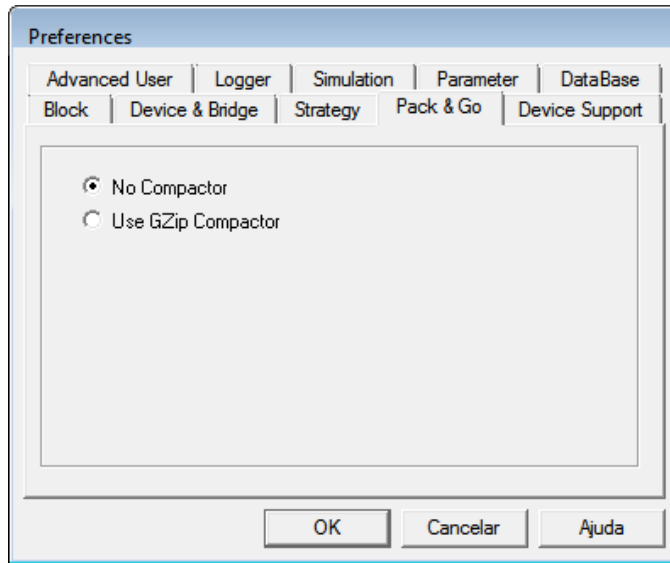 Preferences
Advanced User Logger Simulation Parameter DataBase
Block Device & Bridge Strategy Pack & Go Device Support
No Compactor
Use GZip Compactor
OK Cancelar Ajuda